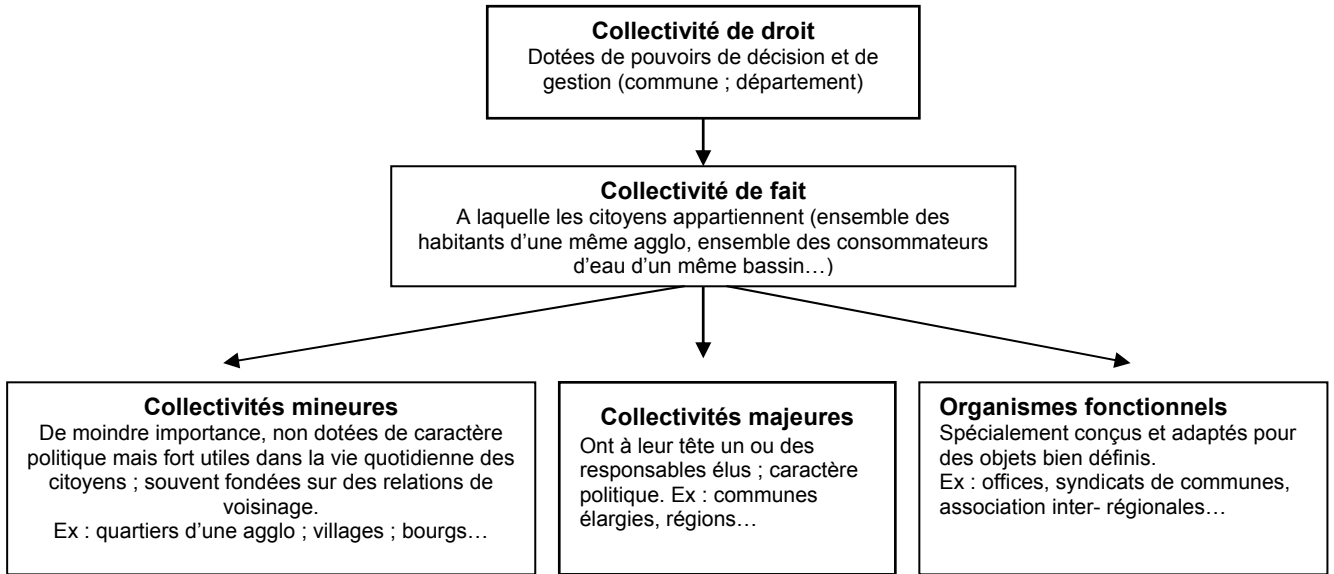 Collectivité de droit
Dotées de pouvoirs de décision et de
gestion (commune ; département)
Collectivité de fait
A laquelle les citoyens appartiennent (ensemble des
habitants d’une même agglo, ensemble des consommateurs
d’eau d’un même bassin…)
Collectivités mineures
De moindre importance, non dotées de caractère
politique mais fort utiles dans la vie quotidienne des
citoyens ; souvent fondées sur des relations de
voisinage.
Ex : quartiers d’une agglo ; villages ; bourgs…
Collectivités majeures
Ont à leur tête un ou des
responsables élus ; caractère
politique. Ex : communes
élargies, régions…
Organismes fonctionnels
Spécialement conçus et adaptés pour
des objets bien définis.
Ex : offices, syndicats de communes,
association inter- régionales…